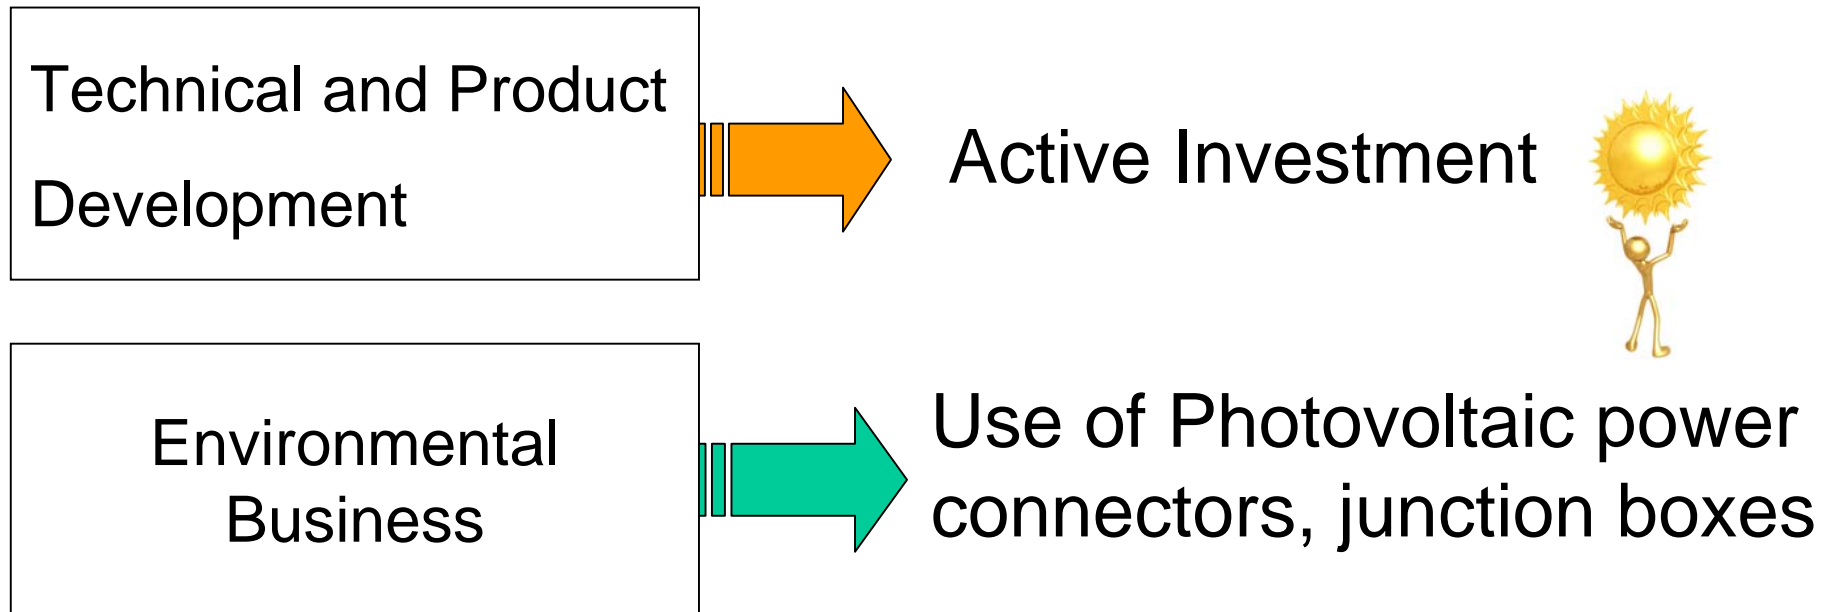 Technical and Product
Development
Active Investment
Environmental
Business
Use of Photovoltaic power
connectors, junction boxes